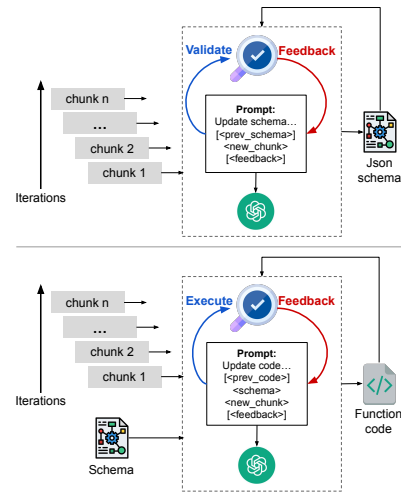 Validate
Feedback
chunk n
...
chunk 2
chunk 1
Iterations
Prompt:
Update schema...
[<prev_schema>]
<new_chunk>
[<feedback>]
Json
schema
Execute
Feedback
chunk n
...
chunk 2
chunk 1
Iterations
Prompt:
Update code...
[<prev_code>]
<schema>
<new_chunk>
[<feedback>]
Schema
Function
code